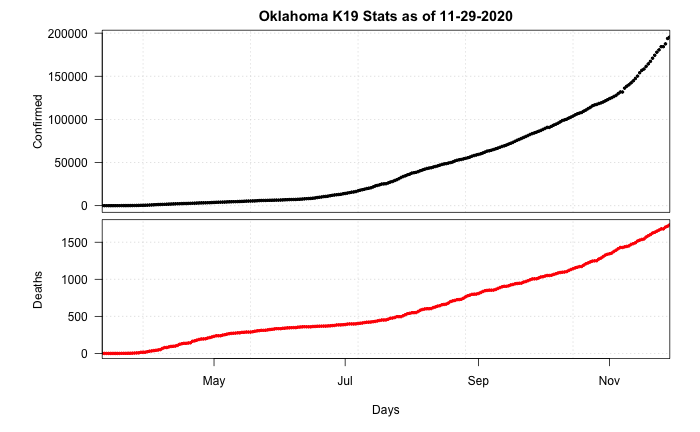 Oklahoma K19 Stats as of 11-29-2020
200000
150000
100000
50000
0
Confirmed
1500
1000
500
0
Deaths
May Jul Sep Nov
Days